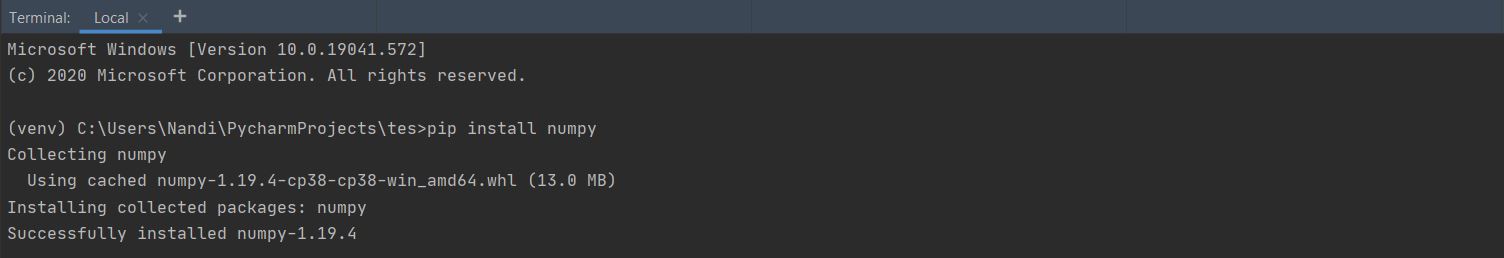 Terminal: Local × +
Microsoft Windows [Version 10.0.19041.572]
(c) 2020 Microsoft Corporation. All rights reserved.
(venv) C:\Users\Nandi\PycharmProjects\tes>pip install numpy
Collecting numpy
  Using cached numpy-1.19.4-cp38-cp38-win_amd64.whl (13.0 MB)
Installing collected packages: numpy
Successfully installed numpy-1.19.4